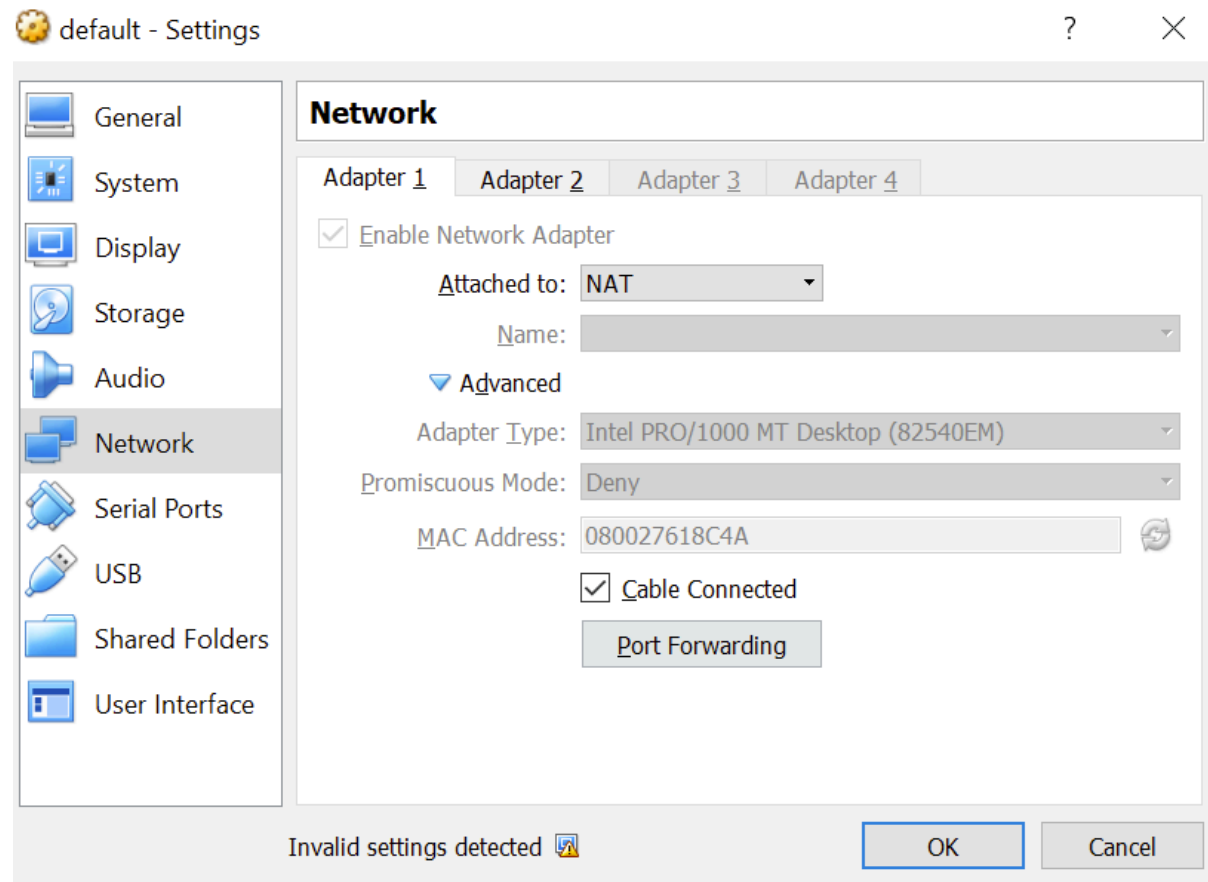 default - Settings
?
General
System
Display
Storage
Audio
Network
Serial Ports
USB
Shared Folders
User Interface
Network
Adapter 1
Adapter 2
Adapter 3
Adapter 4
Enable Network Adapter
Attached to: NAT
Name:
Advanced
Adapter Type: Intel PRO/1000 MT Desktop (82540EM)
Promiscuous Mode: Deny
MAC Address: 080027618C4A
Cable Connected
Port Forwarding
Invalid settings detected
OK
Cancel